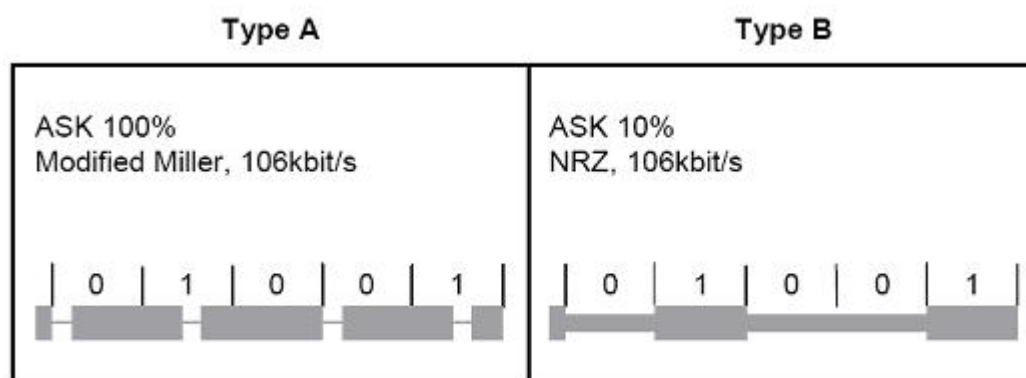 Type A
Type B
ASK 100%
Modified Miller, 106kbit/s
0 1 0 0 1
ASK 10%
NRZ, 106kbit/s
0 1 0 0 1